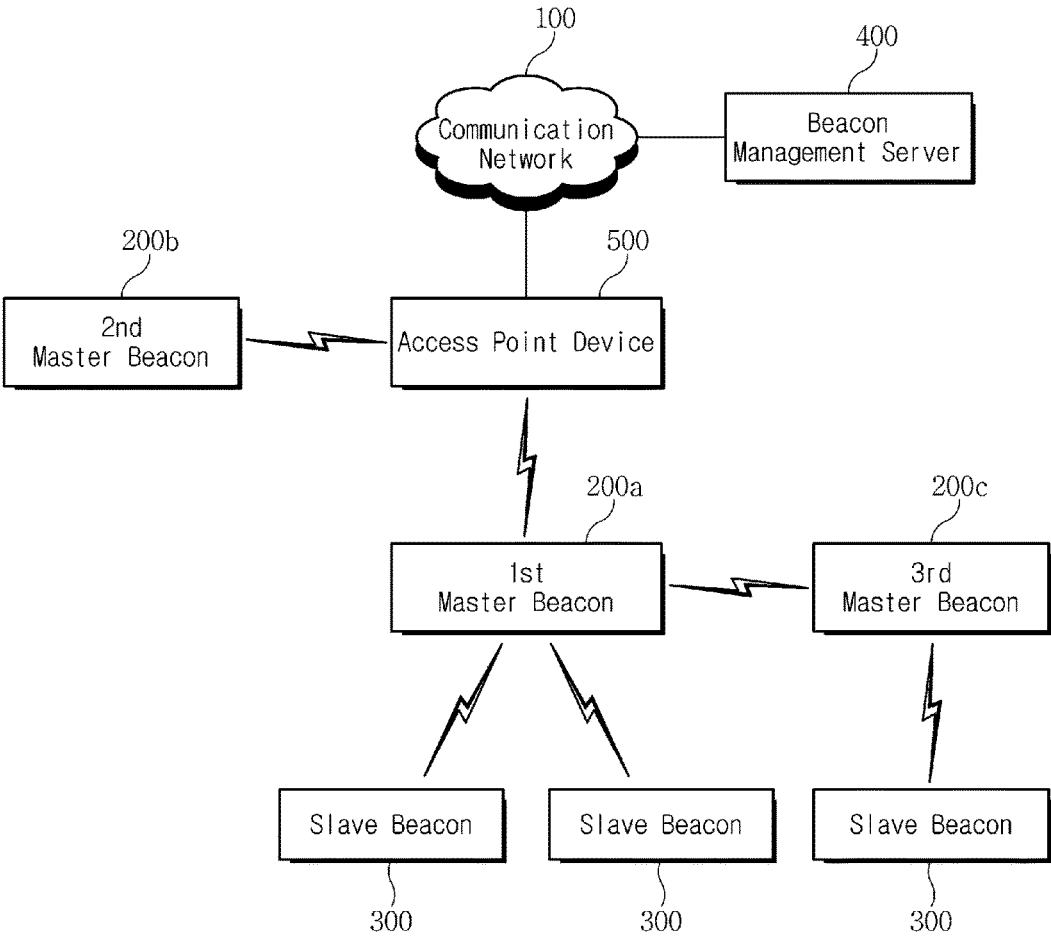 100
400
Communication
Network
Beacon
Management Server
200b
500
2nd
Master Beacon
Access Point Device
200a
200c
1st
Master Beacon
3rd
Master Beacon
Slave Beacon
Slave Beacon
Slave Beacon
300
300
300